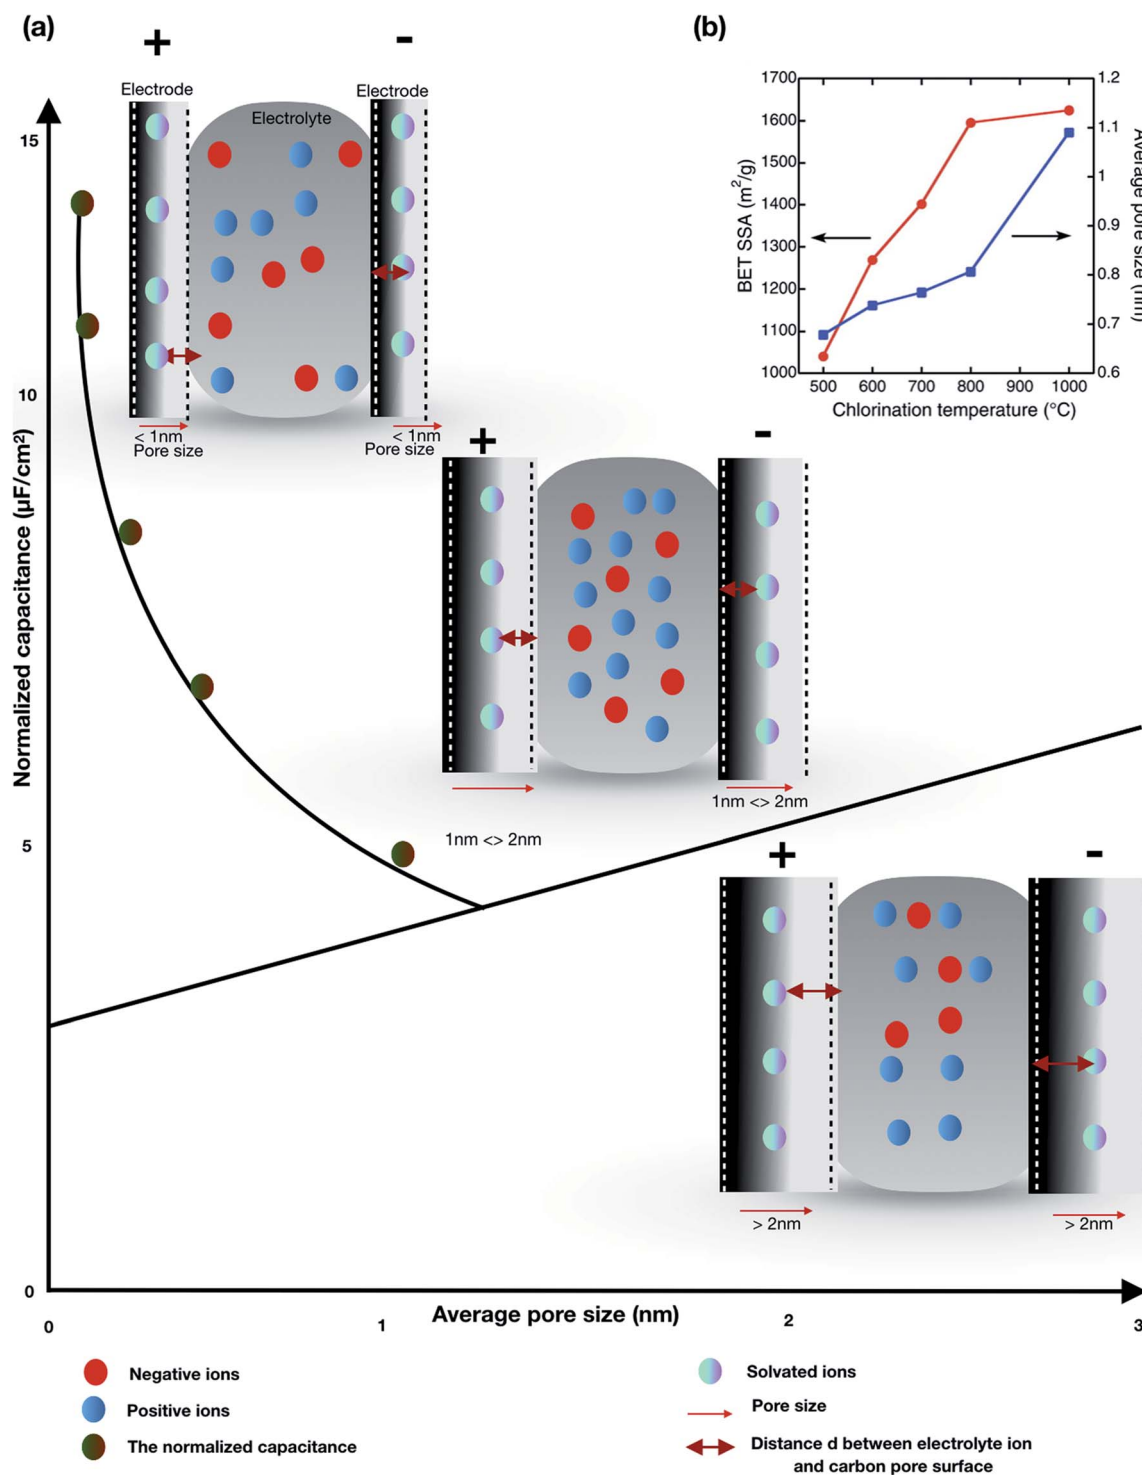 (a)
+
-
Electrode
Electrode
Electrolyte
< 1nm
Pore size
< 1nm
Pore size
15
10
5
0
Normalized capacitance (µF/cm²)
(b)
1700
1600
1500
1400
1300
1200
1100
1000
BET SSA (m²/g)
1.2
1.1
1
0.9
0.8
0.7
0.6
Average pore size (nm)
500 600 700 800 900 1000
Chlorination temperature (°C)
+
-
1nm <> 2nm
1nm <> 2nm
+
-
> 2nm
> 2nm
0
1
2
3
Average pore size (nm)
Negative ions
Positive ions
The normalized capacitance
Solvated ions
Pore size
Distance d between electrolyte ion
and carbon pore surface